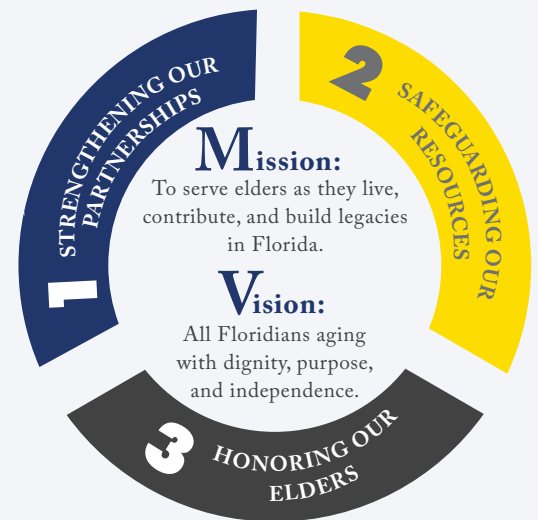 1
STRENGTHENING OUR
PARTNERSHIPS
2
SAFEGUARDING OUR
RESOURCES
Mission:
To serve elders as they live,
contribute, and build legacies
in Florida.
Vision:
All Floridians aging
with dignity, purpose,
and independence.
3
HONORING OUR
ELDERS